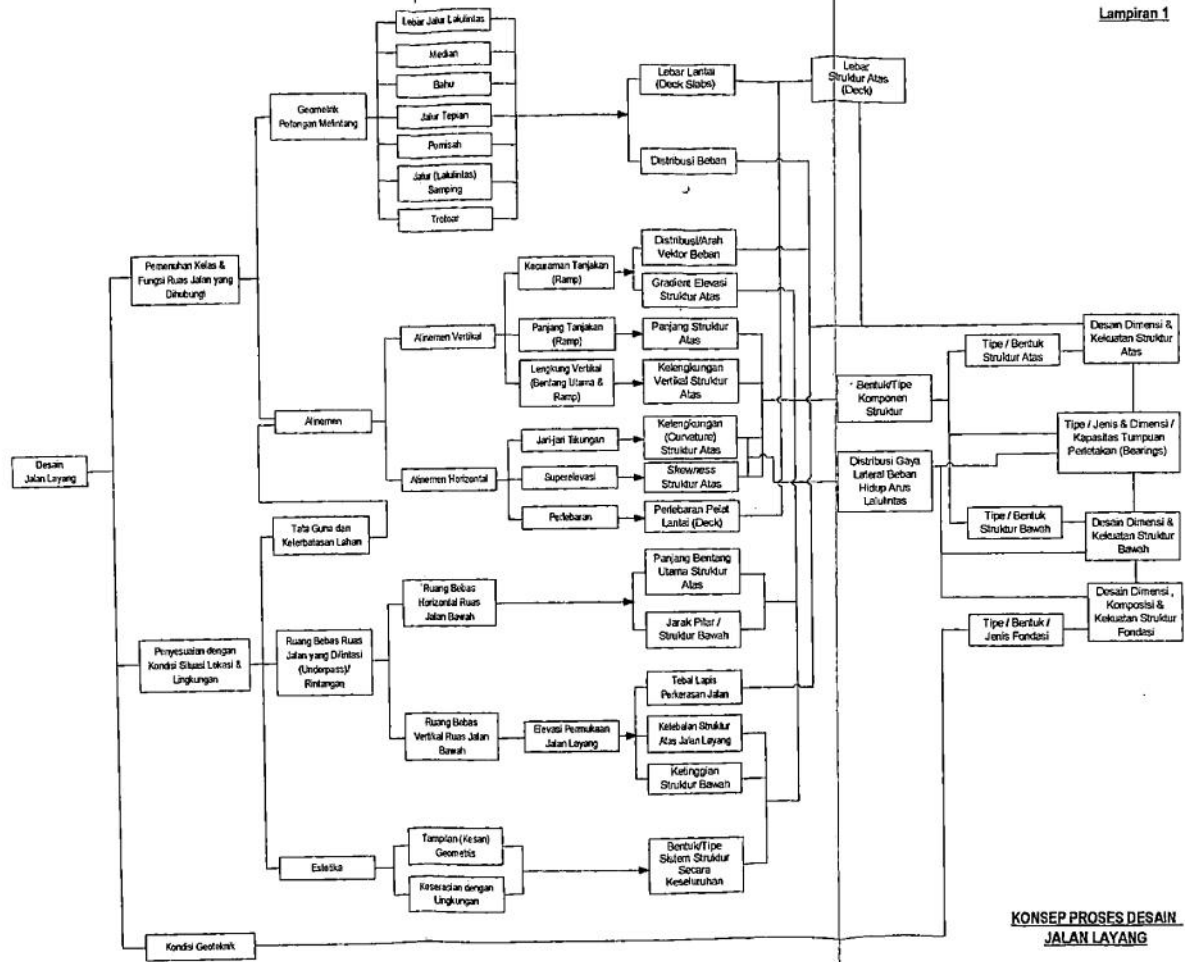 Lampiran 1
Lebar Jalur Lalulintas
Median
Bahu
Jalur Tepian
Pemisah
Jalur (Lalulintas)
Samping
Trotoar
Geometrik
Potongan Melintang
Lebar Lantai
(Deck Slabs)
Distribusi Beban
Lebar
Struktur Atas
(Deck)
Pemenuhan Kelas &
Fungsi Ruas Jalan yang
Dihubungi
Alinemen
Alinemen Vertikal
Kecuraman Tanjakan
(Ramp)
Panjang Tanjakan
(Ramp)
Lengkung Vertikal
(Bentang Utama &
Ramp)
Distribusi/Arah
Vektor Beban
Gradient Elevasi
Struktur Atas
Panjang Struktur
Atas
Kelengkungan
Vertikal Struktur
Atas
Alinemen Horizontal
Jari-jari Tikungan
Superelevasi
Perlebaran
Kelengkungan
(Curvature)
Struktur Atas
Skewness
Struktur Atas
Perlebaran Pelat
Lantai (Deck)
Bentuk/Tipe
Komponen
Struktur
Distribusi Gaya
Lateral Beban
Hidup Arus
Lalulintas
Tipe / Bentuk
Struktur Atas
Tipe / Bentuk
Struktur Bawah
Tipe / Bentuk /
Jenis Fondasi
Desain Dimensi &
Kekuatan Struktur
Atas
Tipe / Jenis & Dimensi /
Kapasitas Tumpuan
Perletakan (Bearings)
Desain Dimensi &
Kekuatan Struktur
Bawah
Desain Dimensi ,
Komposisi &
Kekuatan Struktur
Fondasi
Desain
Jalan Layang
Tata Guna dan
Keterbatasan Lahan
Penyesuaian dengan
Kondisi Situasi Lokasi &
Lingkungan
Ruang Bebas Ruas
Jalan yang Dilintasi
(Underpass)/
Rintangan
Ruang Bebas
Horizontal Ruas
Jalan Bawah
Panjang Bentang
Utama Struktur
Atas
Jarak Pilar /
Struktur Bawah
Ruang Bebas
Vertikal Ruas Jalan
Bawah
Elevasi Permukaan
Jalan Layang
Tebal Lapis
Perkerasan Jalan
Ketebalan Struktur
Atas Jalan Layang
Ketinggian
Struktur Bawah
Estetika
Tampilan (Kesan)
Geometris
Keserasian dengan
Lingkungan
Bentuk/Tipe
Sistem Struktur
Secara
Keseluruhan
Kondisi Geoteknik
KONSEP PROSES DESAIN
JALAN LAYANG